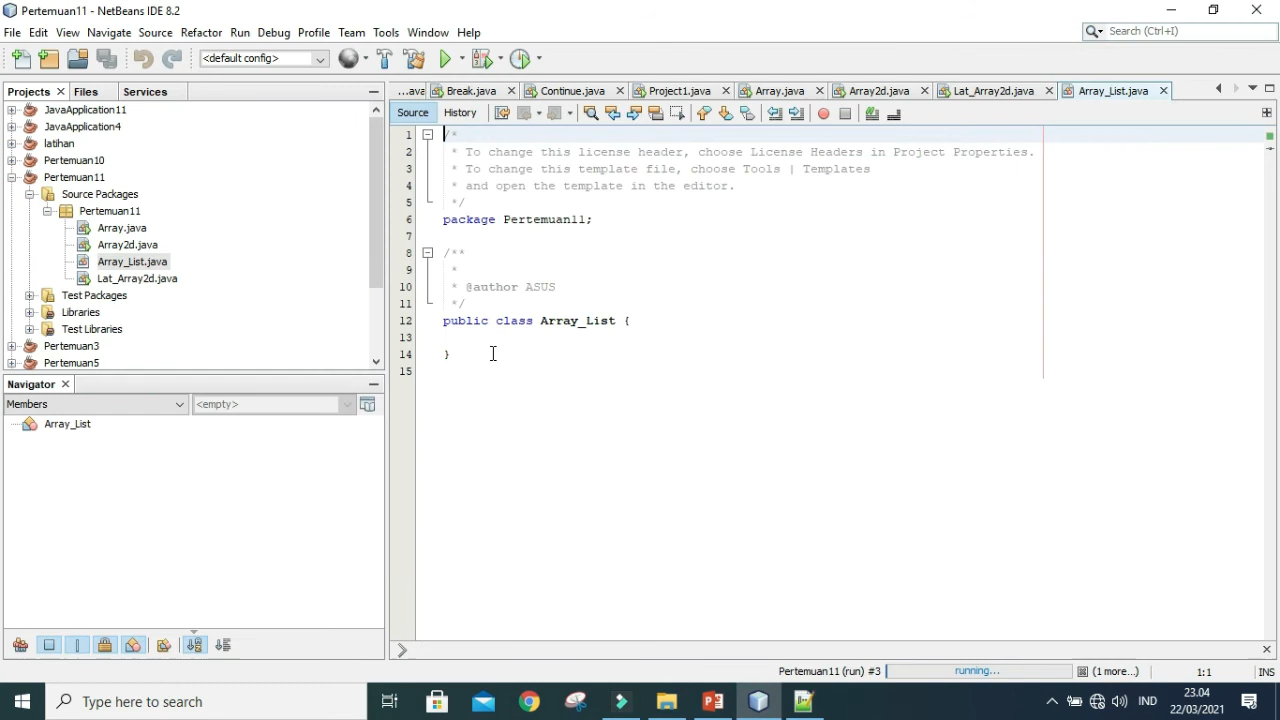 Pertemuan11 - NetBeans IDE 8.2
File Edit View Navigate Source Refactor Run Debug Profile Team Tools Window Help
Search (Ctrl+I)
<default config>
Projects Files Services
JavaApplication11
JavaApplication4
latihan
Pertemuan10
Pertemuan11
Source Packages
Pertemuan11
Array.java
Array2d.java
Array_List.java
Lat_Array2d.java
Test Packages
Libraries
Test Libraries
Pertemuan3
Pertemuan5
Navigator
Members
<empty>
Array_List
...ava Break.java Continue.java Project1.java Array.java Array2d.java Lat_Array2d.java Array_List.java
Source History
1 /*
2 * To change this license header, choose License Headers in Project Properties.
3 * To change this template file, choose Tools | Templates
4 * and open the template in the editor.
5 */
6 package Pertemuan11;
7
8 /**
9 *
10 * @author ASUS
11 */
12 public class Array_List {
13
14 }
15
Pertemuan11 (run) #3 running... (1 more...) 1:1 INS
Type here to search
IND
23.04
22/03/2021